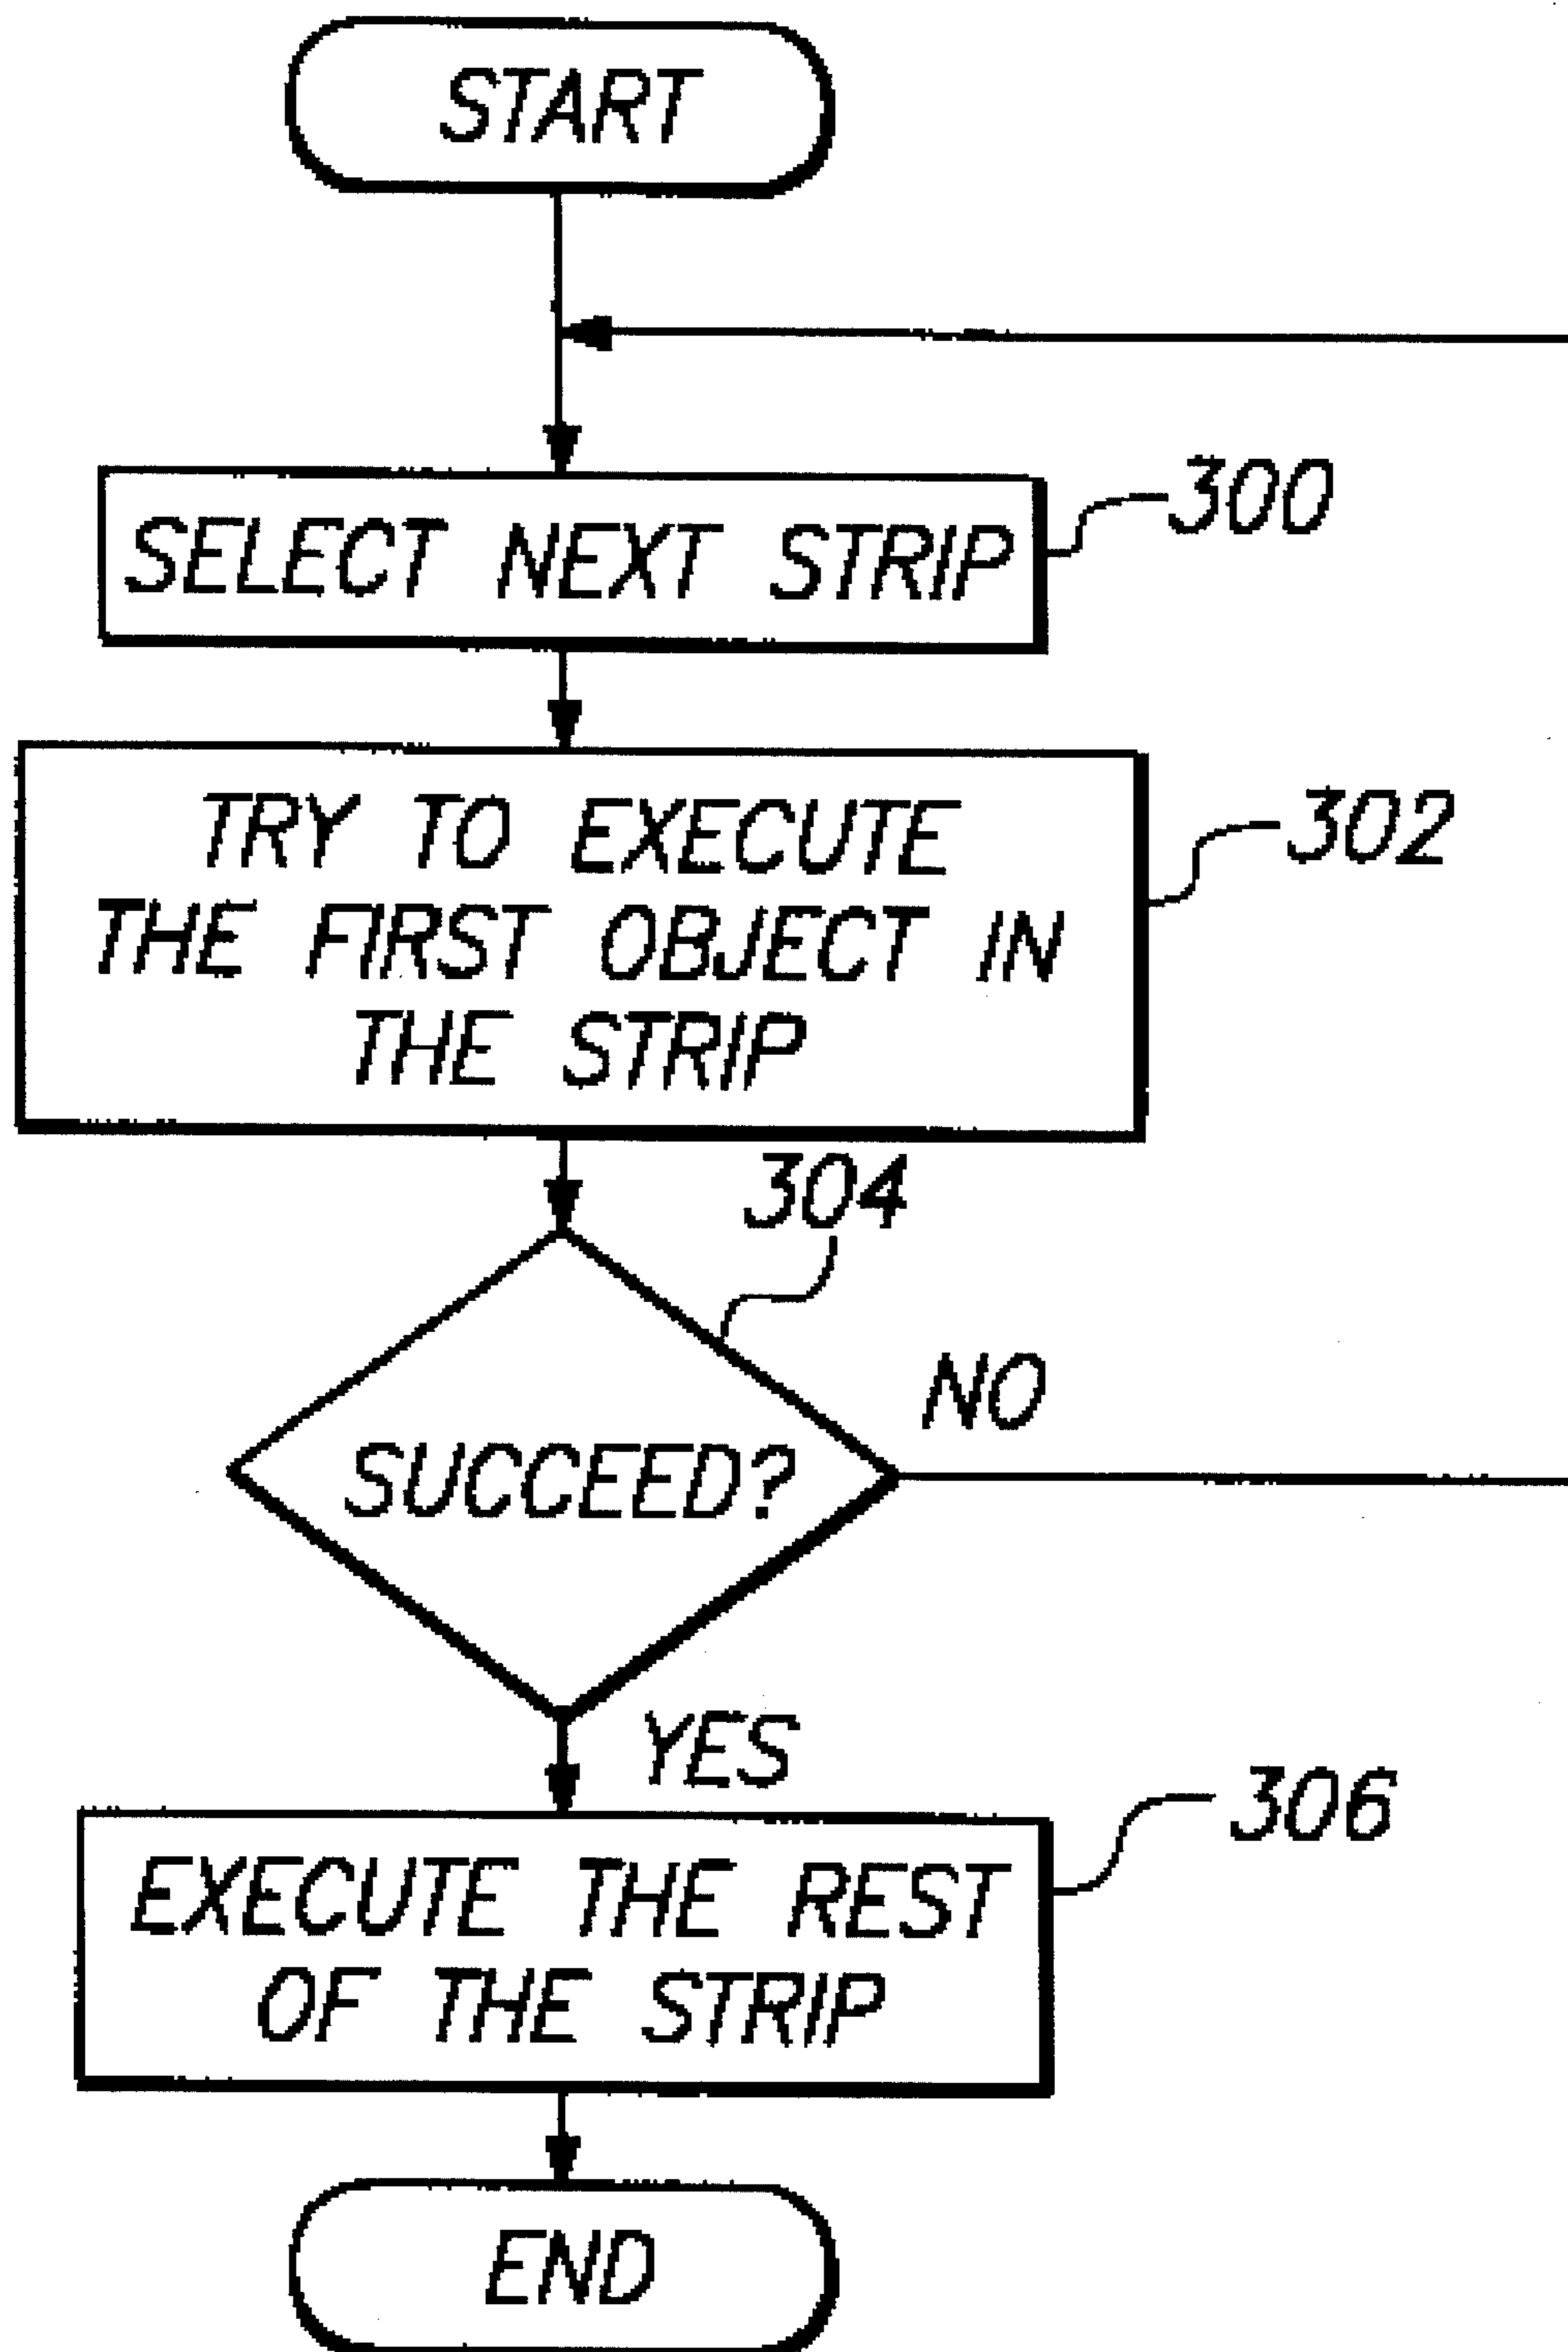 START
SELECT NEXT STRIP
300
TRY TO EXECUTE
THE FIRST OBJECT IN
THE STRIP
302
304
SUCCEED?
NO
YES
EXECUTE THE REST
OF THE STRIP
306
END